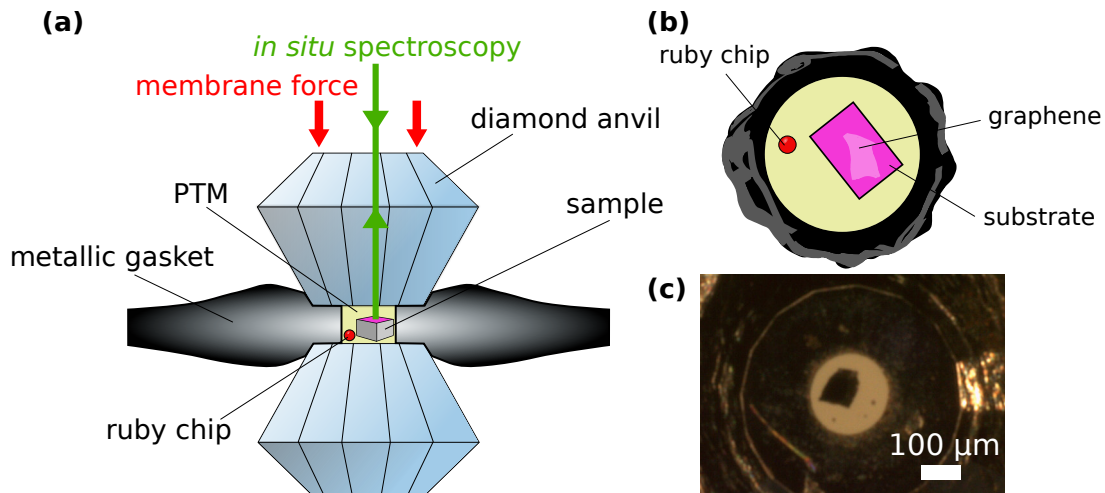 (a)
in situ spectroscopy
membrane force
diamond anvil
PTM
sample
metallic gasket
ruby chip
(b)
ruby chip
graphene
substrate
(c)
100 µm